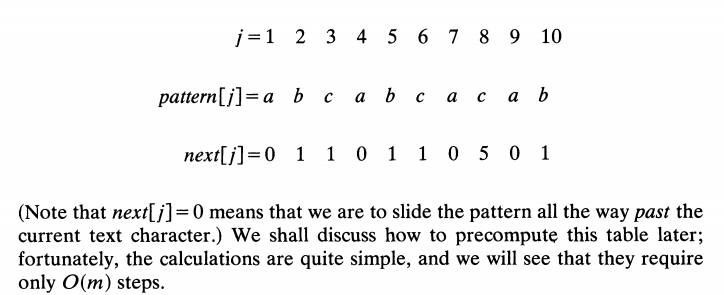 j=1 2 3 4 5 6 7 8 9 10
pattern[j]=a b c a b c a c a b
next[j]=0 1 1 0 1 1 0 5 0 1
(Note that next[j]=0 means that we are to slide the pattern all the way past the
current text character.) We shall discuss how to precompute this table later;
fortunately, the calculations are quite simple, and we will see that they require
only O(m) steps.